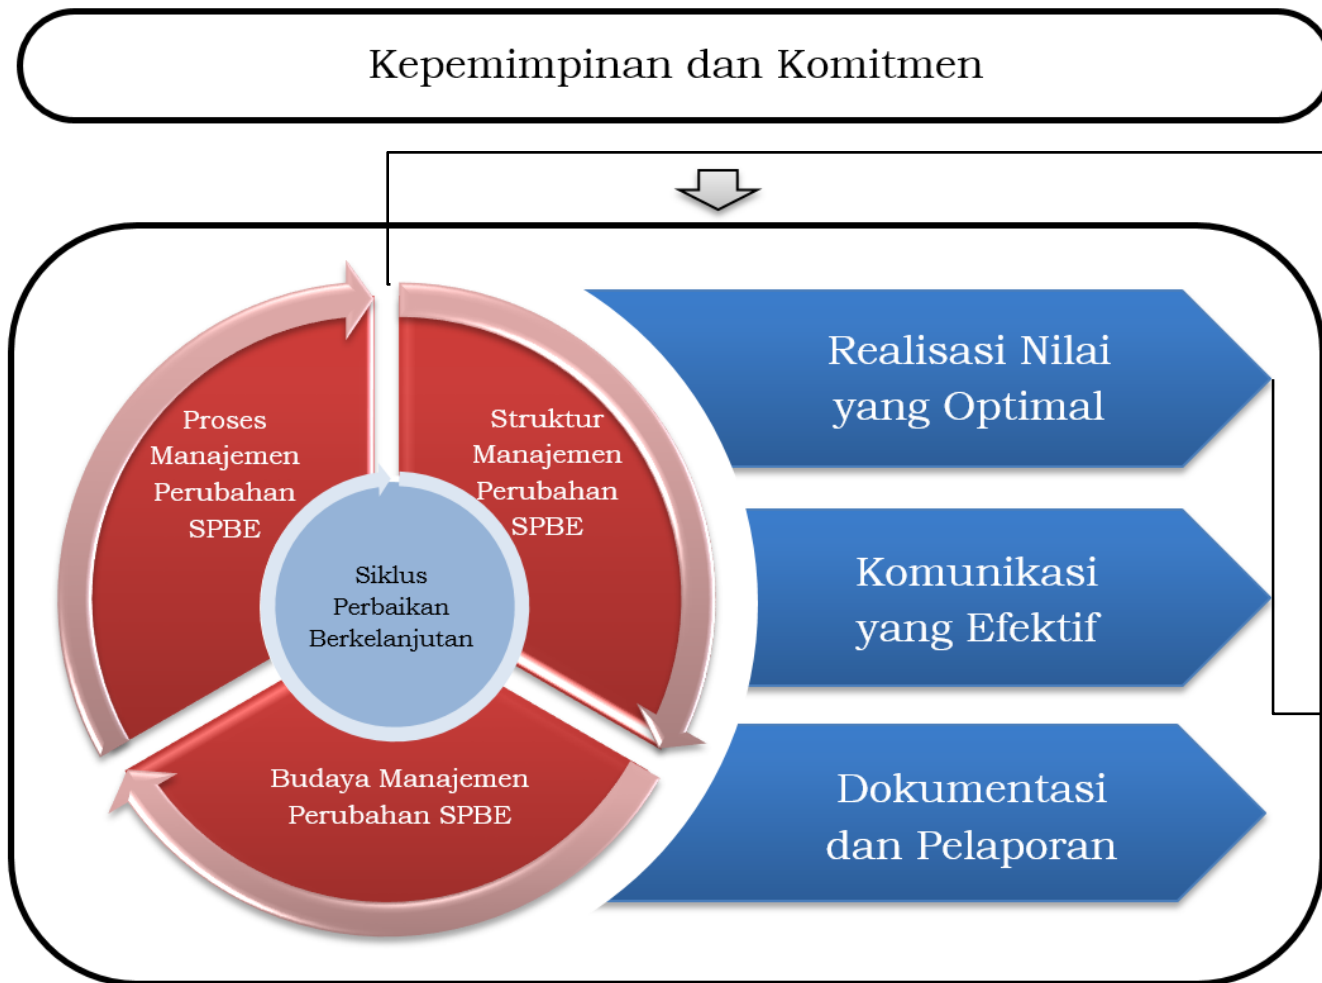 Kepemimpinan dan Komitmen
Proses
Manajemen
Perubahan
SPBE
Struktur
Manajemen
Perubahan
SPBE
Siklus
Perbaikan
Berkelanjutan
Budaya Manajemen
Perubahan SPBE
Realisasi Nilai
yang Optimal
Komunikasi
yang Efektif
Dokumentasi
dan Pelaporan